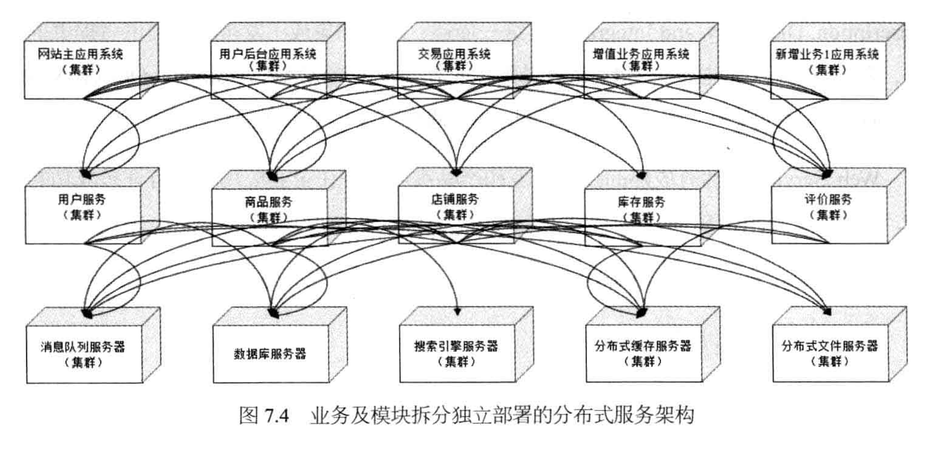 网站主应用系统
（集群）
用户后台应用系统
（集群）
交易应用系统
（集群）
增值业务应用系统
（集群）
新增业务1应用系统
（集群）
用户服务
（集群）
商品服务
（集群）
店铺服务
（集群）
库存服务
（集群）
评价服务
（集群）
消息队列服务器
（集群）
数据库服务器
搜索引擎服务器
（集群）
分布式缓存服务器
（集群）
分布式文件服务器
（集群）
图 7.4 业务及模块拆分独立部署的分布式服务架构